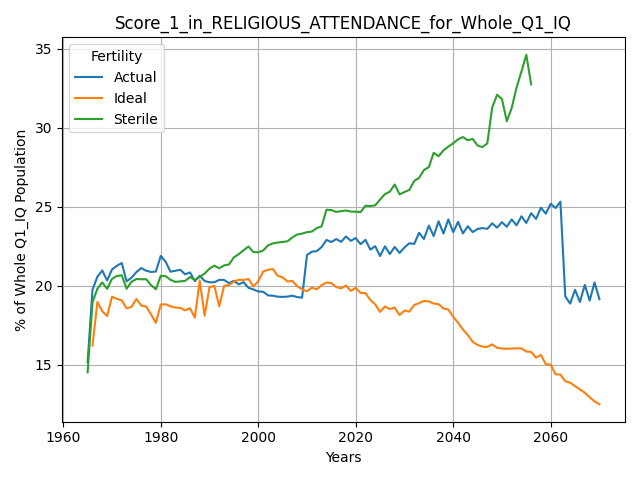 Score_1_in_RELIGIOUS_ATTENDANCE_for_Whole_Q1_IQ
Fertility
Actual
Ideal
Sterile
% of Whole Q1_IQ Population
35
30
25
20
15
1960
1980
2000
2020
2040
2060
Years